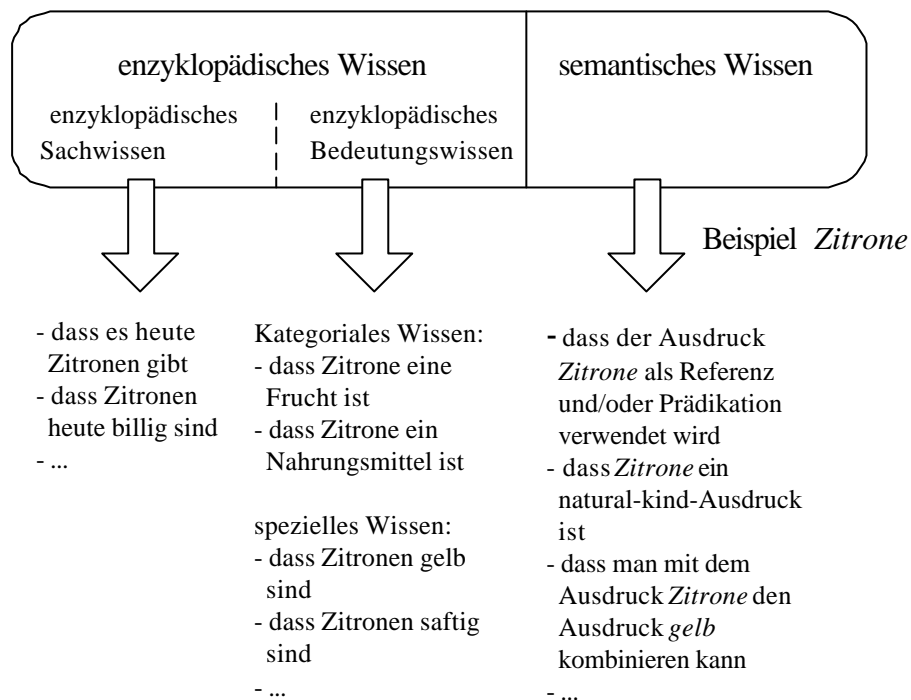 enzyklopädisches Wissen
semantisches Wissen
enzyklopädisches
Sachwissen
enzyklopädisches
Bedeutungswissen
Beispiel Zitrone
- dass es heute
Zitronen gibt
- dass Zitronen
heute billig sind
- ...
Kategoriales Wissen:
- dass Zitrone eine
Frucht ist
- dass Zitrone ein
Nahrungsmittel ist
spezielles Wissen:
- dass Zitronen gelb
sind
- dass Zitronen saftig
sind
- ...
- dass der Ausdruck
Zitrone als Referenz
und/oder Prädikation
verwendet wird
- dass Zitrone ein
natural-kind-Ausdruck
ist
- dass man mit dem
Ausdruck Zitrone den
Ausdruck gelb
kombinieren kann
- ...